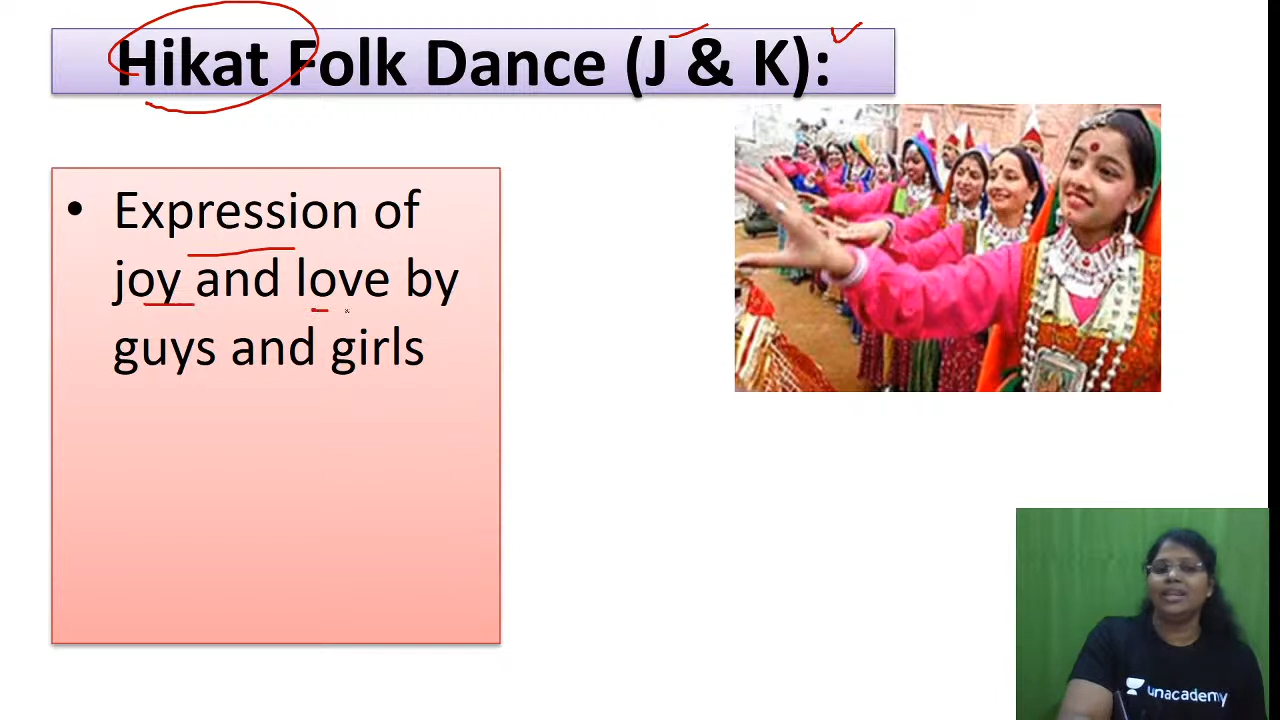 Hikat Folk Dance (J & K):
• Expression of
joy and love by
guys and girls
unacademy